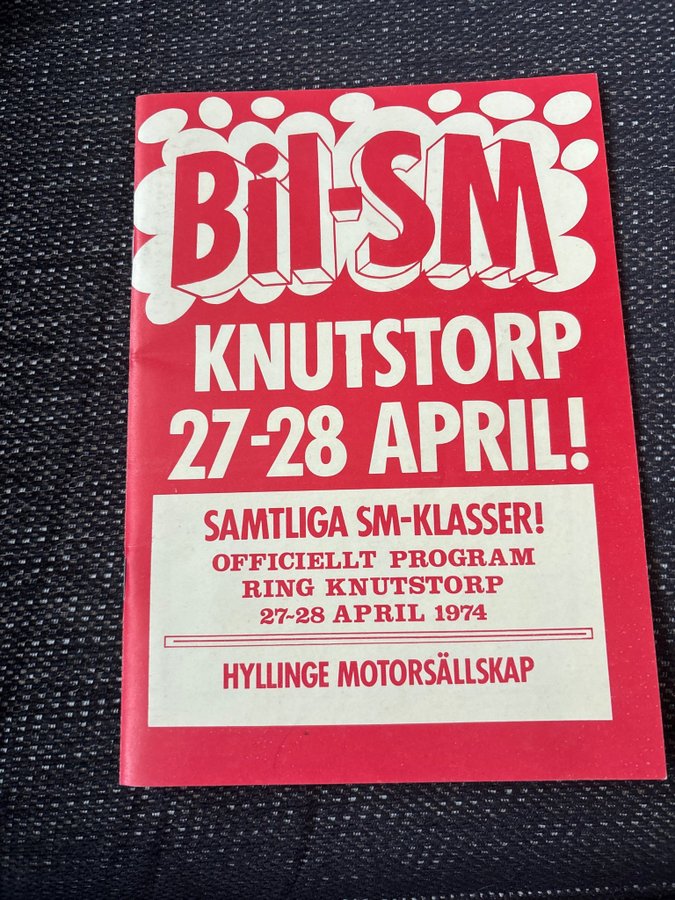 Bil-SM
KNUTSTORP
27-28 APRIL!
SAMTLIGA SM-KLASSER!
OFFICIELLT PROGRAM
RING KNUTSTORP
27-28 APRIL 1974
HYLLINGE MOTORSÄLLSKAP